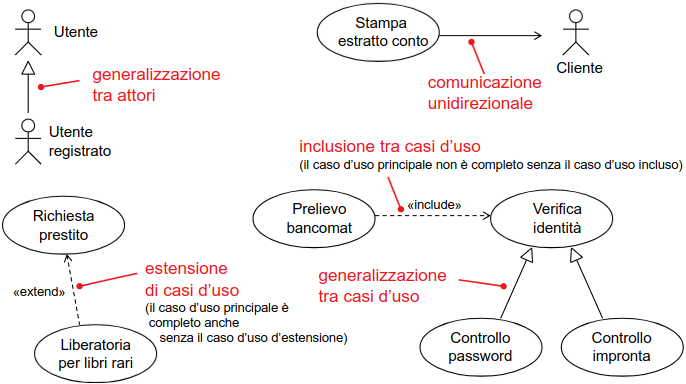 Utente
generalizzazione
tra attori
Utente
registrato
Stampa
estratto conto
comunicazione
unidirezionale
Cliente
inclusione tra casi d'uso
(il caso d'uso principale non è completo senza il caso d'uso incluso)
Richiesta
prestito
«extend»
estensione
di casi d'uso
(il caso d'uso principale è
completo anche
senza il caso d'uso d'estensione)
Liberatoria
per libri rari
Prelievo
bancomat
«include»
Verifica
identità
generalizzazione
tra casi d'uso
Controllo
password
Controllo
impronta